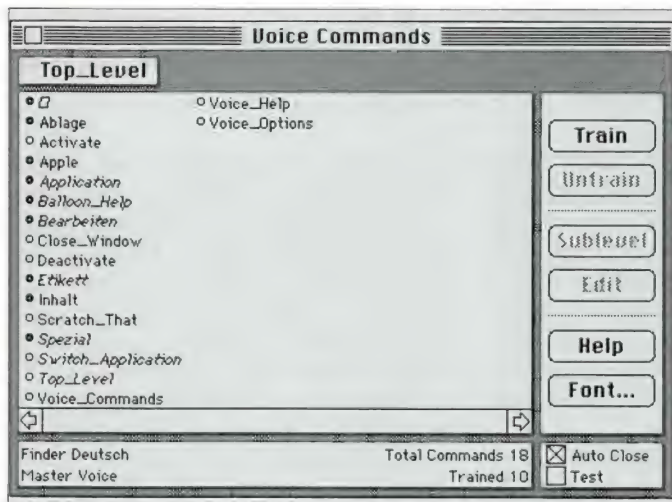 Voice Commands
Top_Level
Ablage
Activate
Apple
Application
Balloon_Help
Bearbeiten
Close_Window
Deactivate
Etikett
Inhalt
Scratch_That
Spezial
Switch_Application
Top_Level
Voice_Commands
Voice_Help
Voice_Options
Train
Untrain
Sublevel
Edit
Help
Font...
Finder Deutsch
Total Commands 18
Master Voice
Trained 10
Auto Close
Test